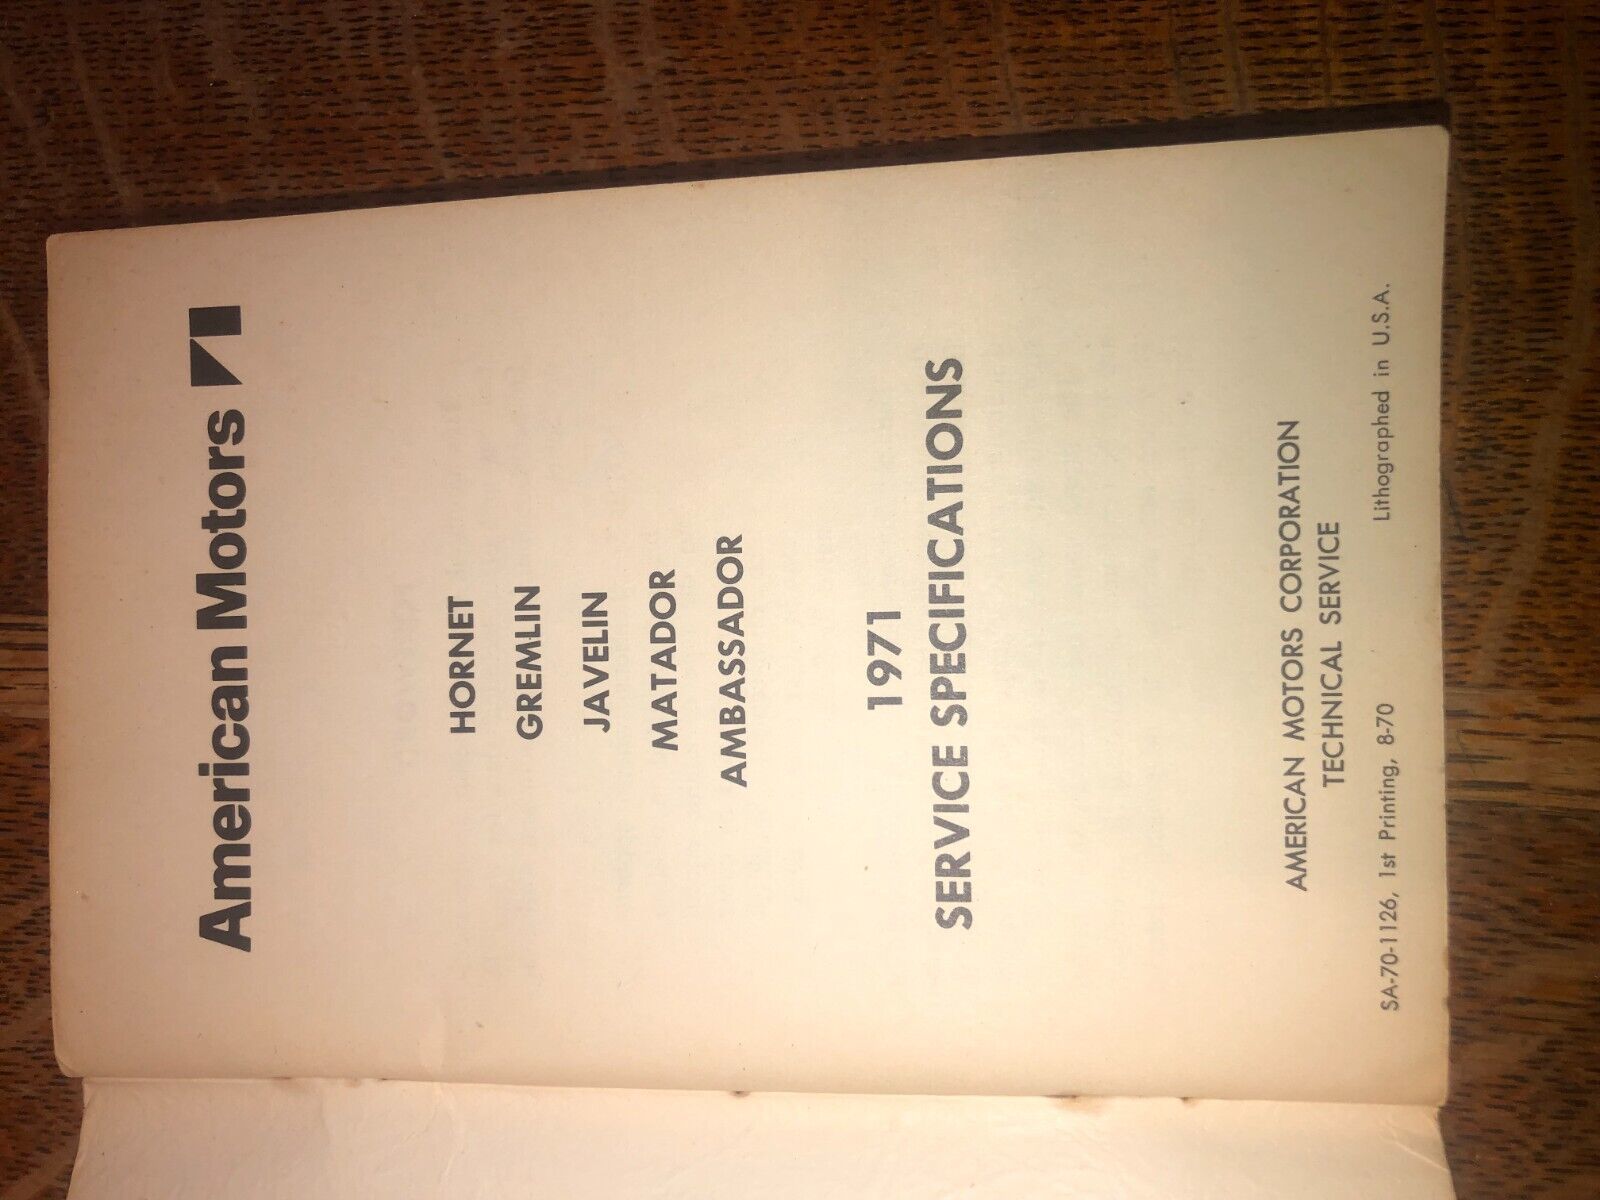 American Motors
HORNET
GREMLIN
JAVELIN
MATADOR
AMBASSADOR
1971
SERVICE SPECIFICATIONS
AMERICAN MOTORS CORPORATION
TECHNICAL SERVICE
SA-70-1126, 1st Printing, 8-70 Lithographed in U.S.A.